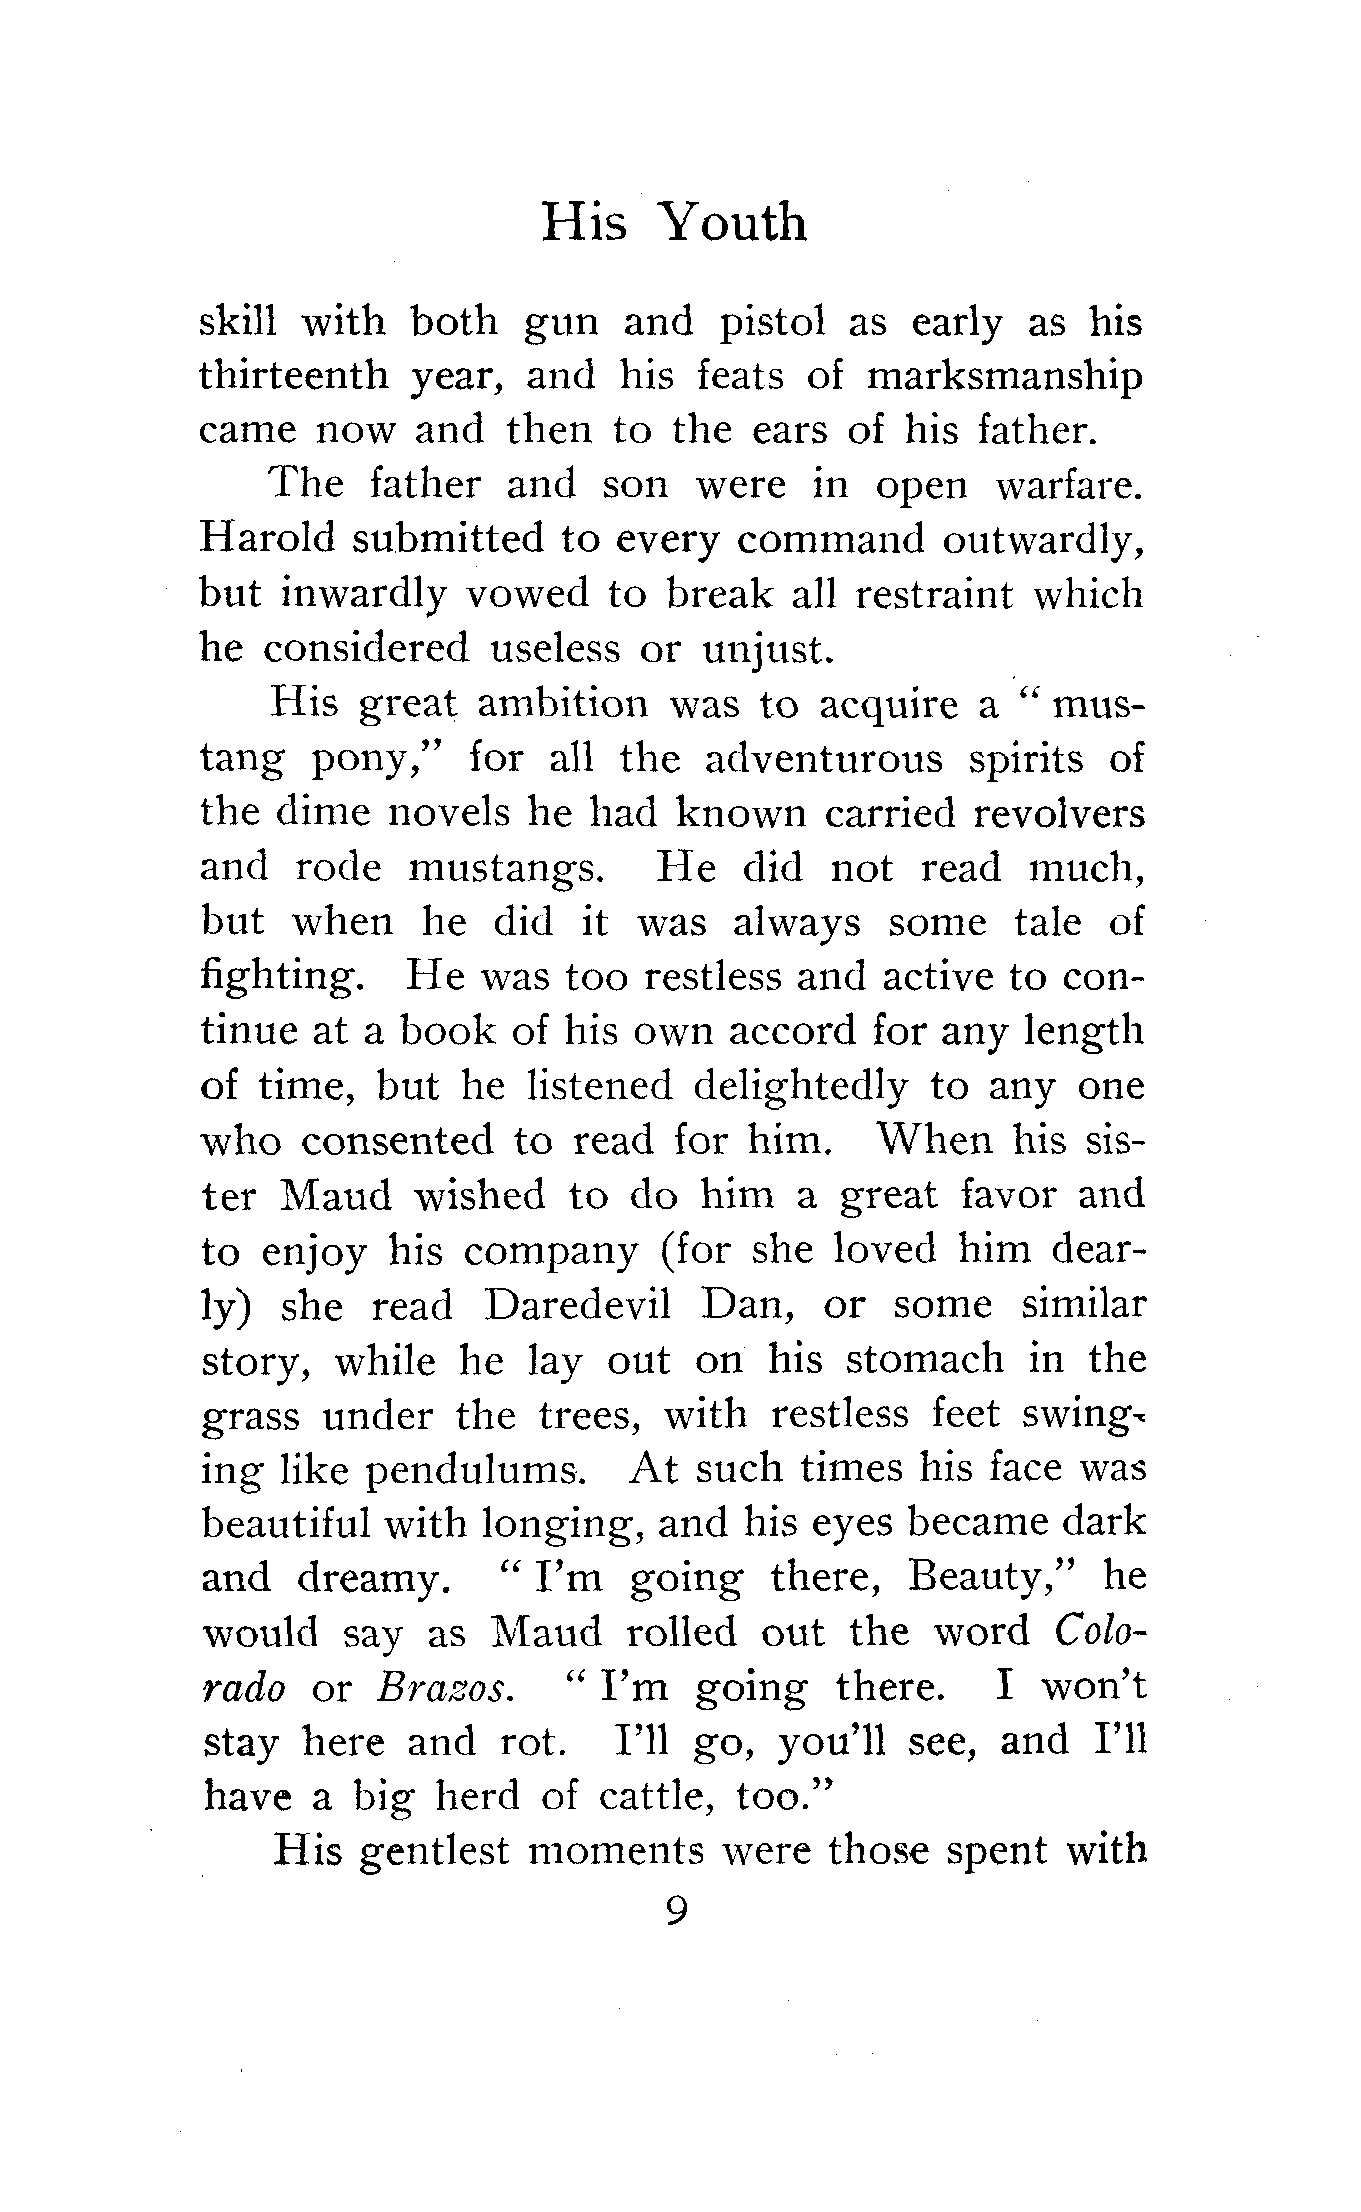 His Youth
skill with both gun and pistol as early as his
thirteenth year, and his feats of marksmanship
came now and then to the ears of his father.
The father and son were in open warfare.
Harold submitted to every command outwardly,
but inwardly vowed to break all restraint which
he considered useless or unjust.
His great ambition was to acquire a “ mus-
tang pony,” for all the adventurous spirits of
the dime novels he had known carried revolvers
and rode mustangs. He did not read much,
but when he did it was always some tale of
fighting. He was too restless and active to con-
tinue at a book of his own accord for any length
of time, but he listened delightedly to any one
who consented to read for him. When his sis-
ter Maud wished to do him a great favor and
to enjoy his company (for she loved him dear-
ly) she read Daredevil Dan, or some similar
story, while he lay out on his stomach in the
grass under the trees, with restless feet swing-
ing like pendulums. At such times his face was
beautiful with longing, and his eyes became dark
and dreamy. “ I’m going there, Beauty,” he
would say as Maud rolled out the word Colo-
rado or Brazos. “ I’m going there. I won’t
stay here and rot. I’ll go, you’ll see, and I’ll
have a big herd of cattle, too.”
His gentlest moments were those spent with
9